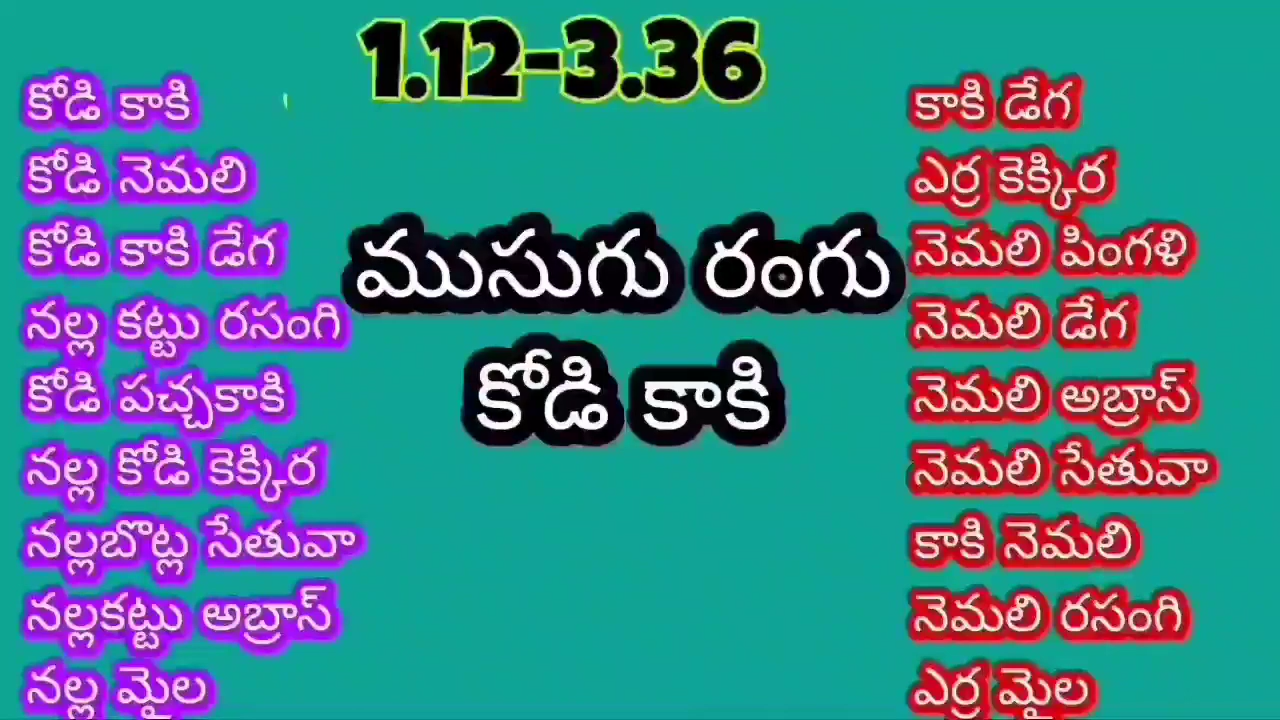 1.12-3.36
కోడి కాకి
కోడి నెమలి
కోడి కాకి డేగ
నల్ల కట్టు రసంగి
కోడి పచ్చకాకి
నల్ల కోడి కెక్కిర
నల్లబొట్ల సేతువా
నల్లకట్టు అబ్రాస్
నల్ల మైల
ముసుగు రంగు
కోడి కాకి
కాకి డేగ
ఎర్ర కెక్కిర
నెమలి పింగళి
నెమలి డేగ
నెమలి అబ్రాస్
నెమలి సేతువా
కాకి నెమలి
నెమలి రసంగి
ఎర్ర మైల